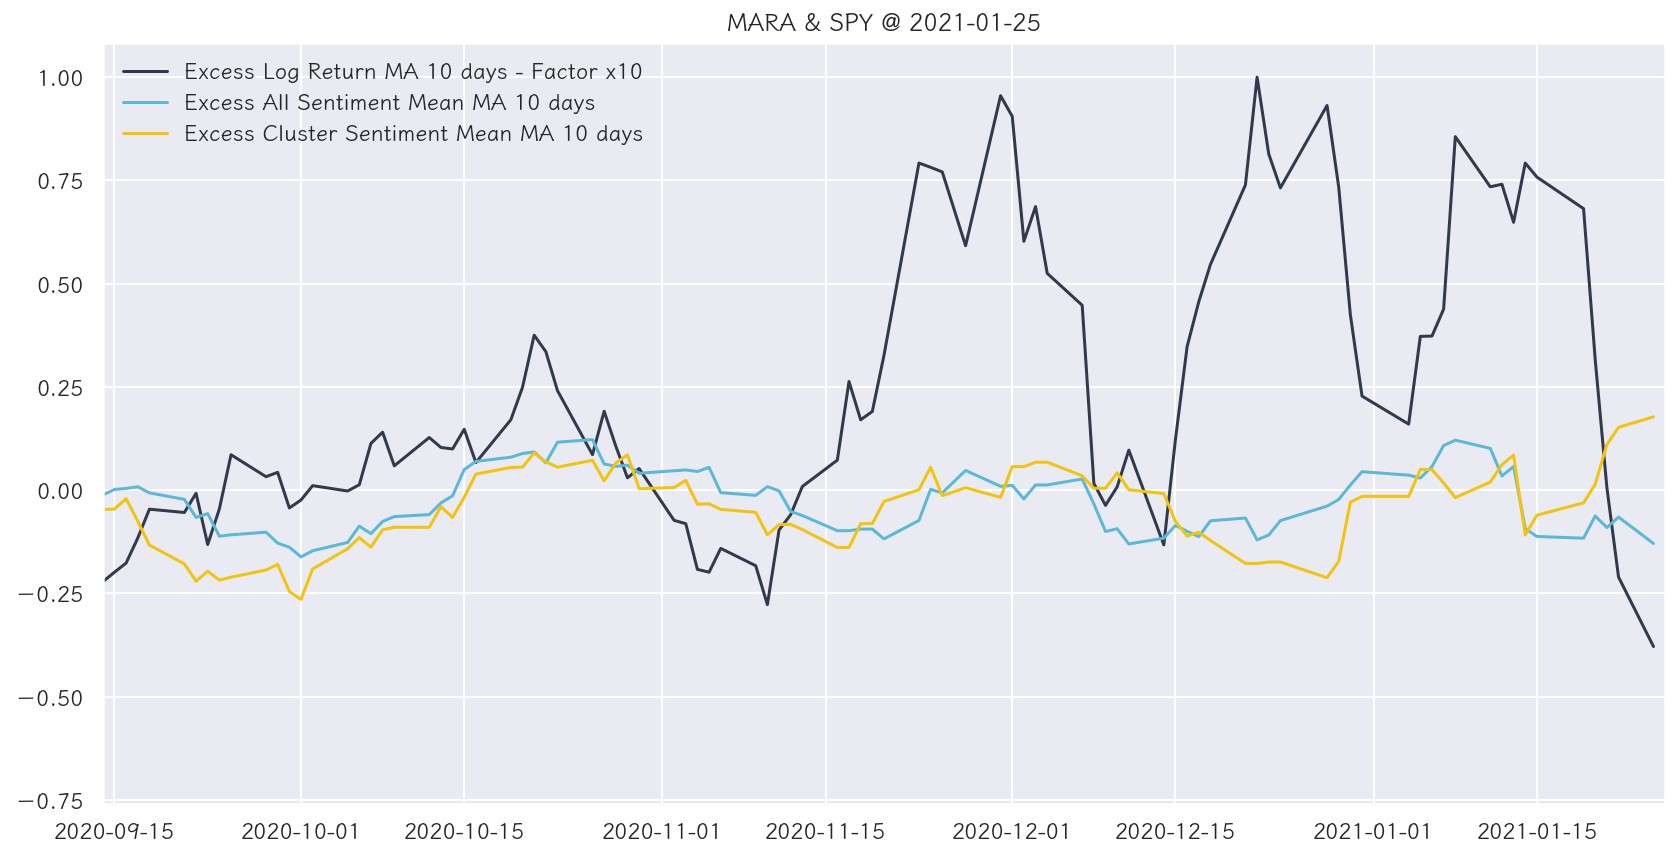 MARA & SPY @ 2021-01-25
Excess Log Return MA 10 days - Factor x10
Excess All Sentiment Mean MA 10 days
Excess Cluster Sentiment Mean MA 10 days
1.00
0.75
0.50
0.25
0.00
−0.25
−0.50
−0.75
2020-09-15 2020-10-01 2020-10-15 2020-11-01 2020-11-15 2020-12-01 2020-12-15 2021-01-01 2021-01-15